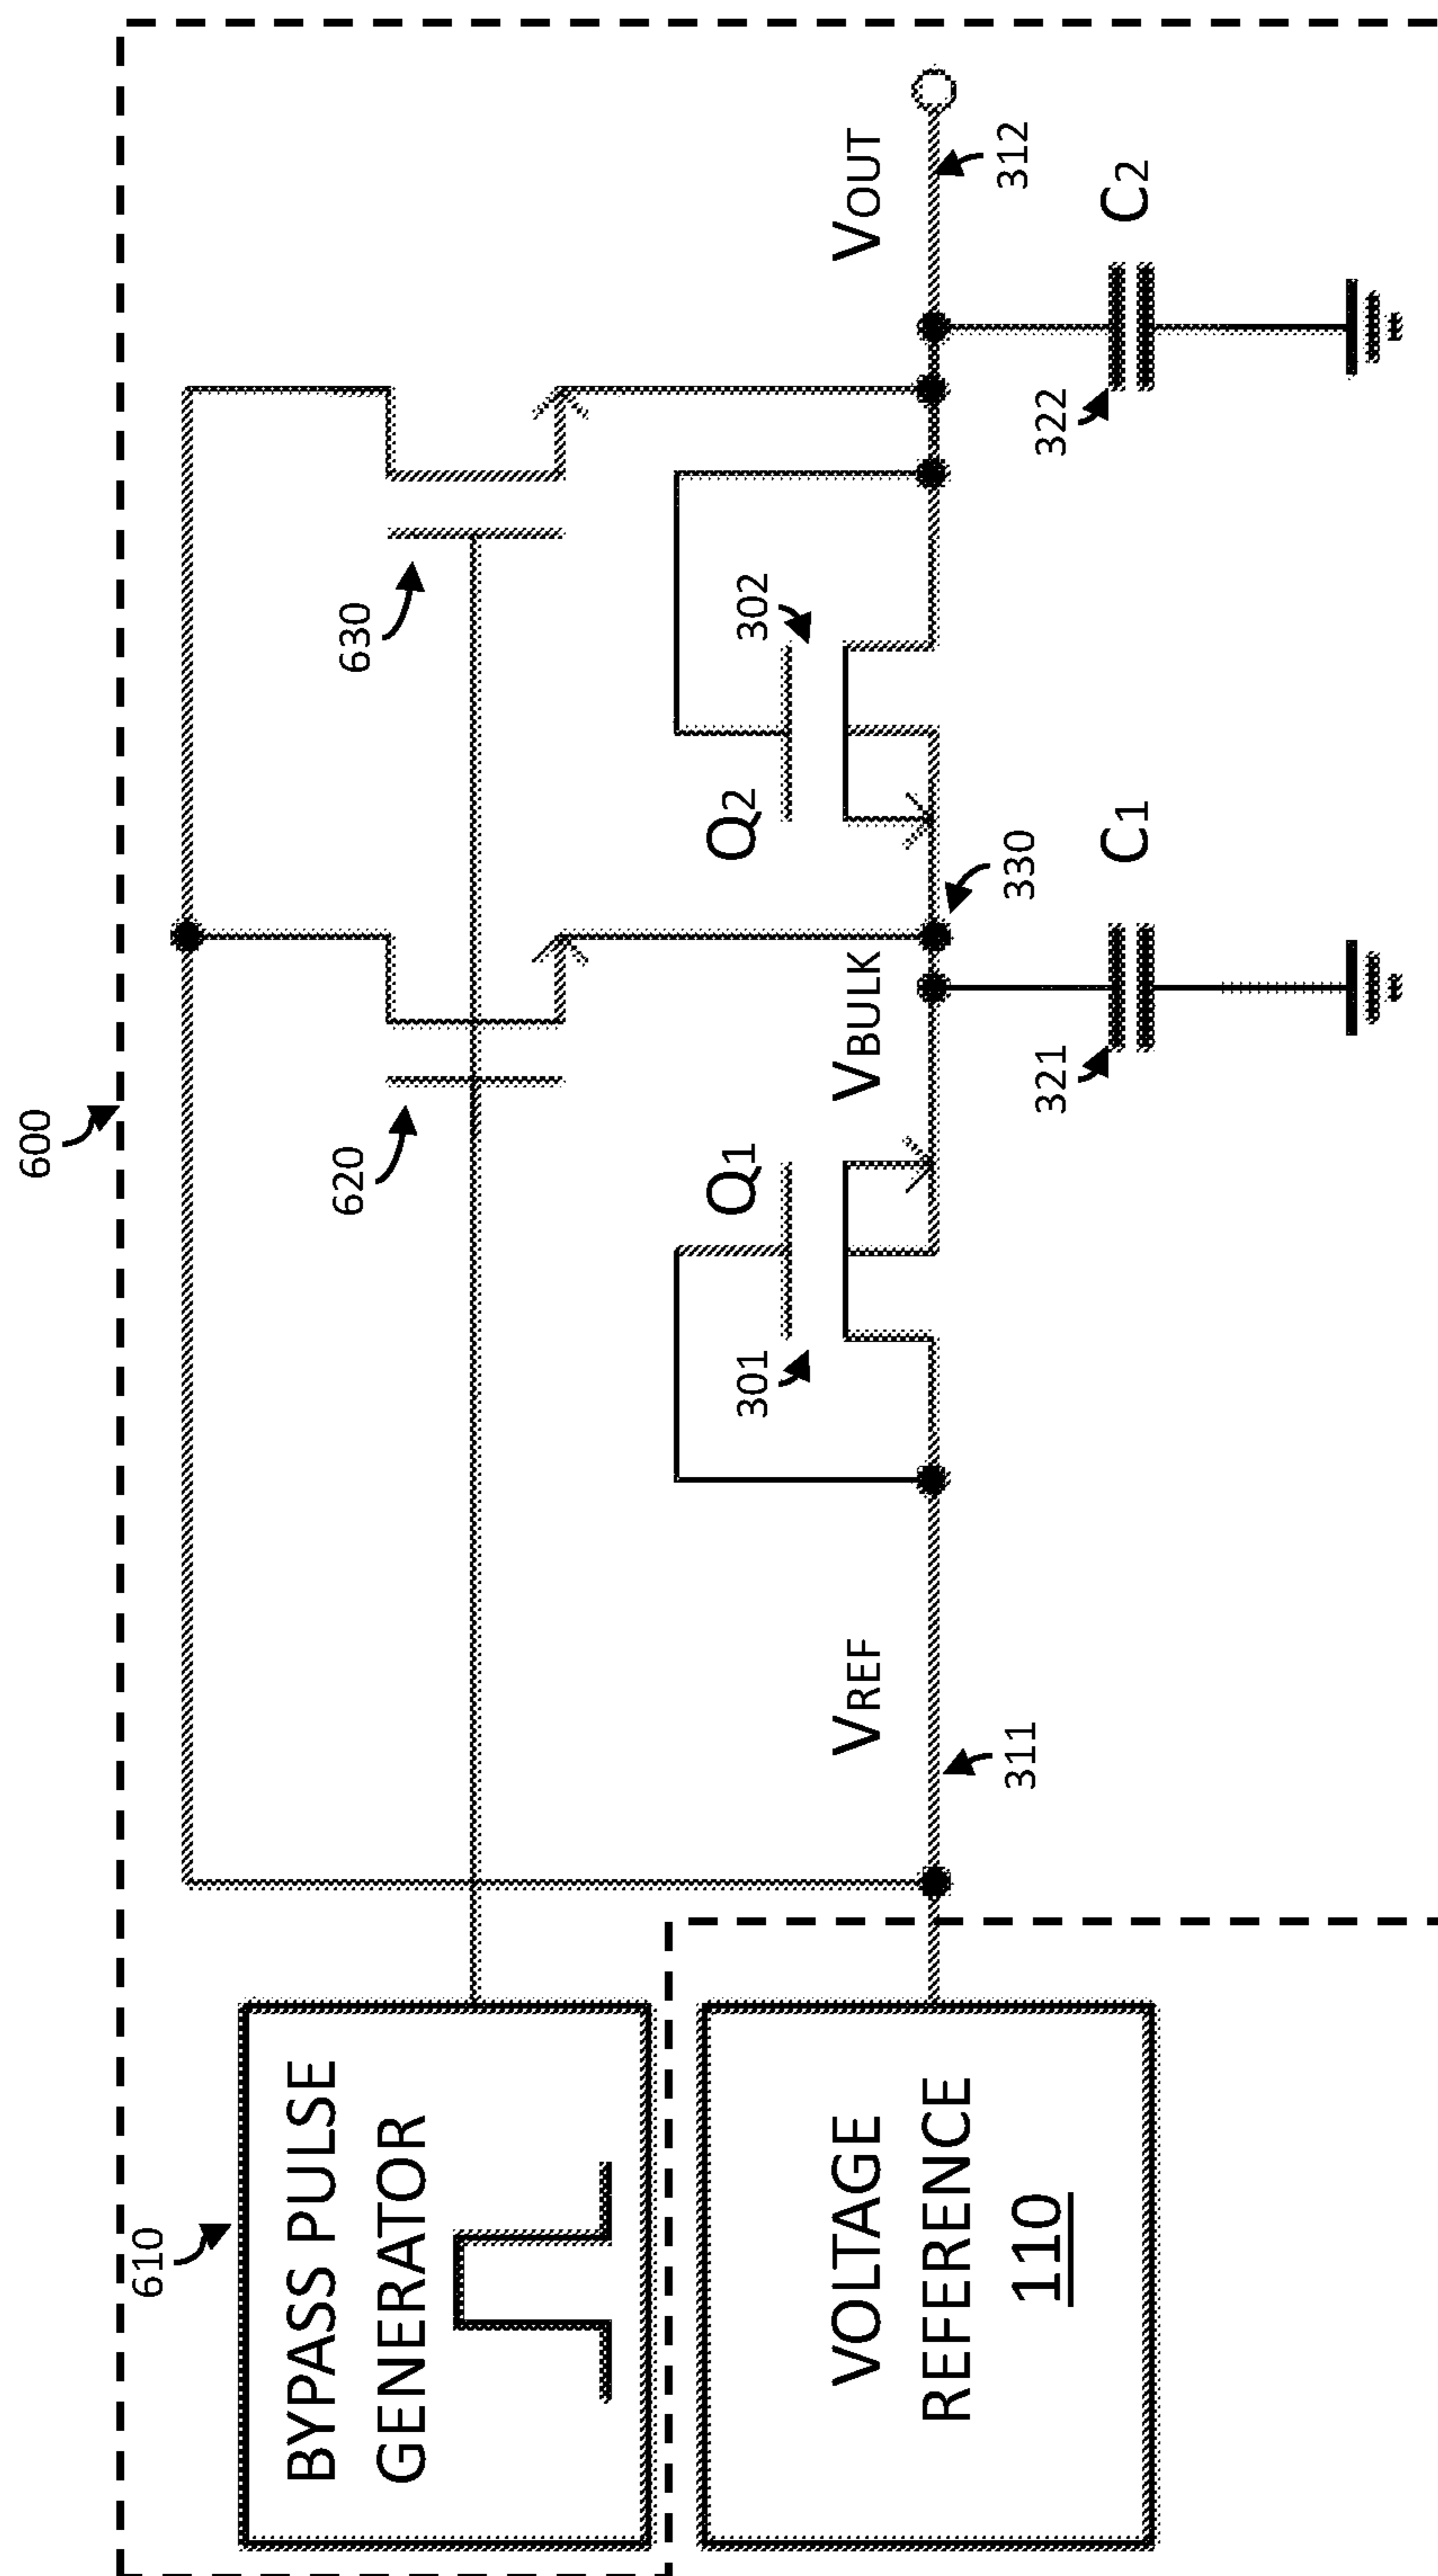 600
610
BYPASS PULSE
GENERATOR
620
630
VOLTAGE
REFERENCE
110
VREF
311
301
Q1
VBULK
330
Q2
302
VOUT
312
321
C1
322
C2